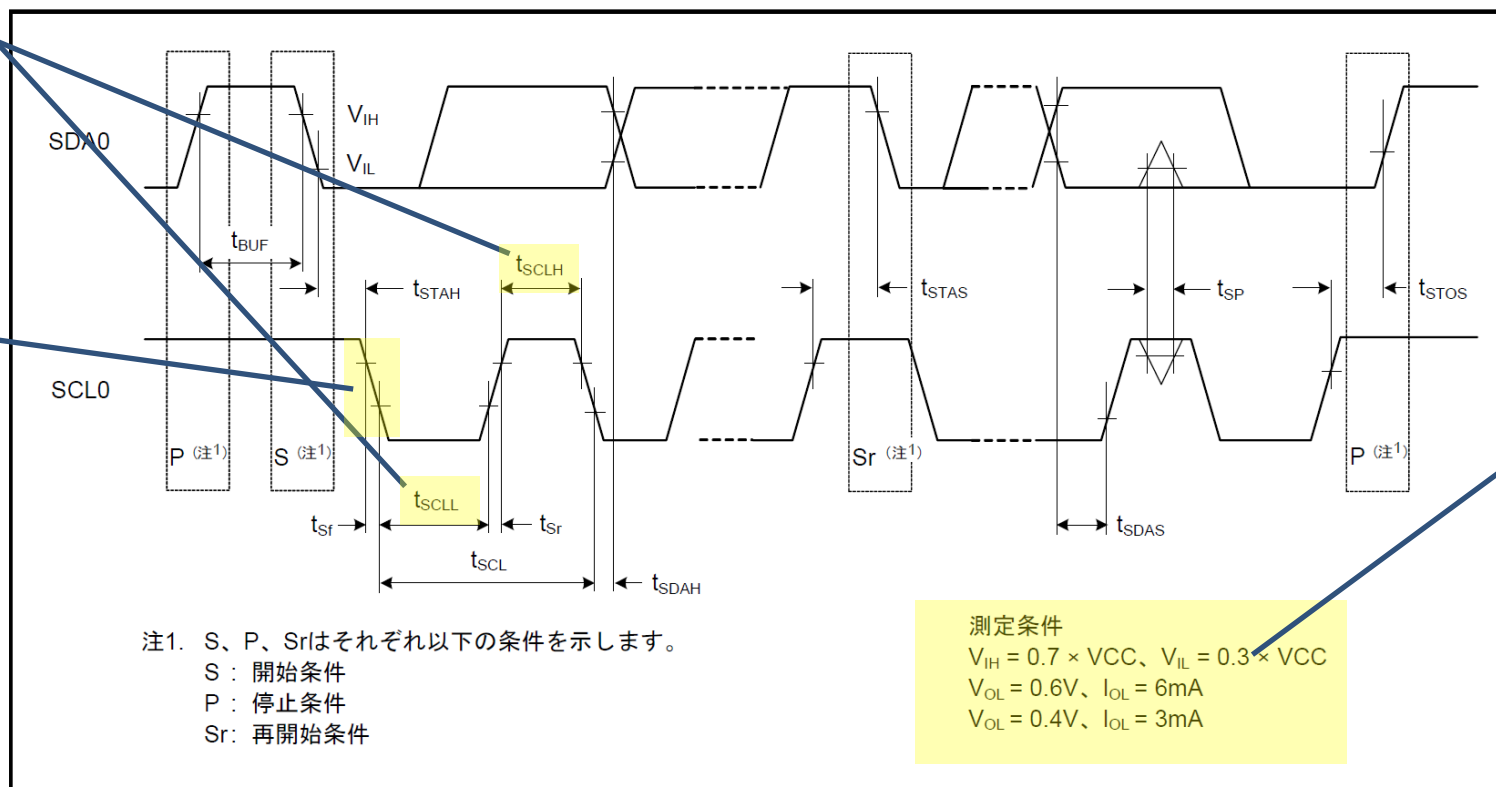 SDA0
VIH
VIL
tBUF
tSCLH
tSTAH
tSTAS
tSP
tSTOS
SCL0
P (注1)
S (注1)
Sr (注1)
P (注1)
tSCLL
tSf
tSr
tSDAS
tSCL
tSDAH
注1. S、P、Srはそれぞれ以下の条件を示します。
S : 開始条件
P : 停止条件
Sr : 再開始条件
測定条件
VIH = 0.7 × VCC、VIL = 0.3 × VCC
VOL = 0.6V、IOL = 6mA
VOL = 0.4V、IOL = 3mA